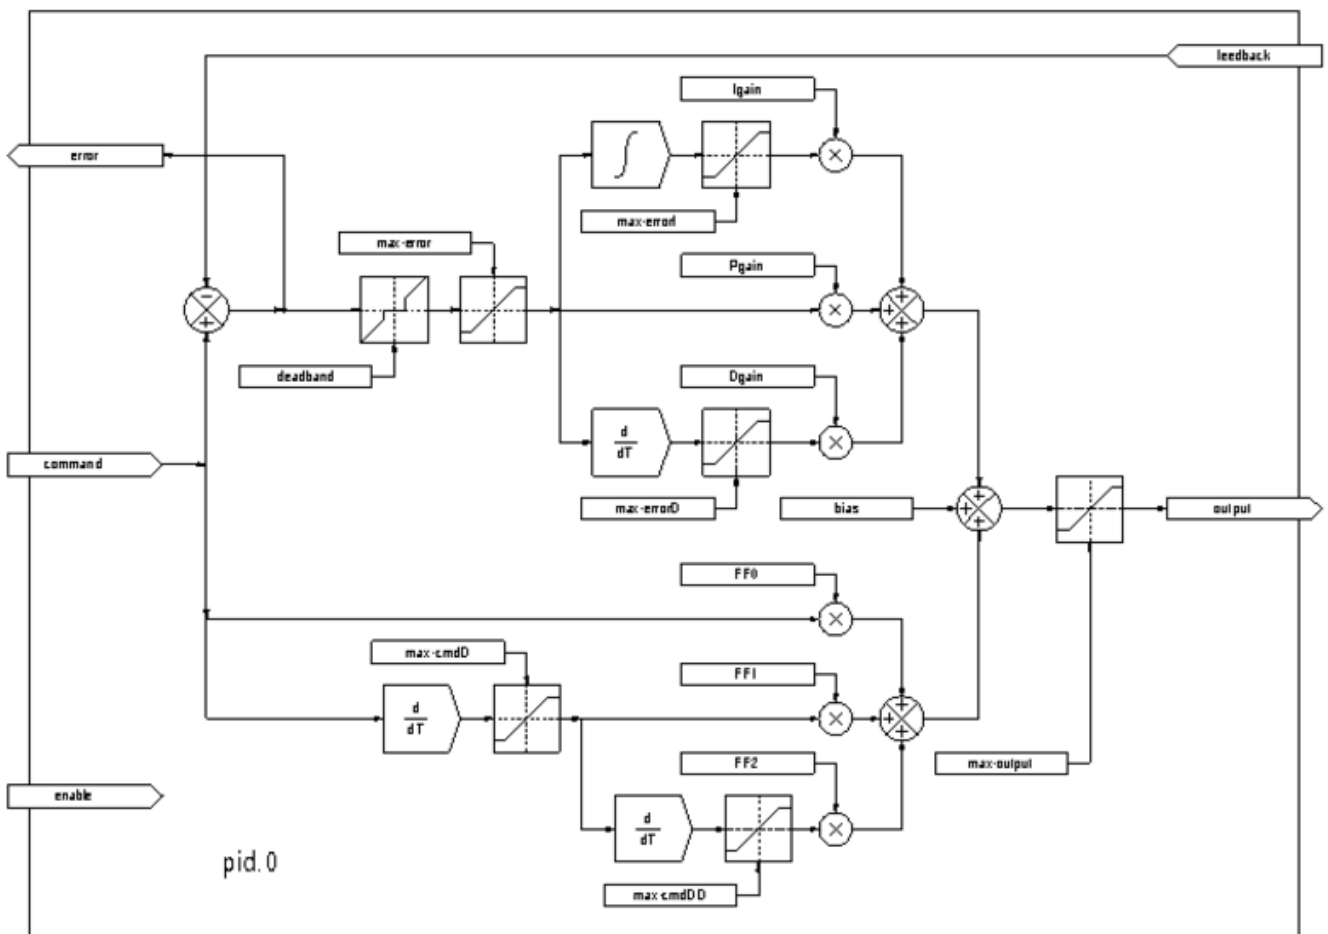 feedback
Igain
error
max-errorI
max-error
Pgain
deadband
Dgain
d
dT
command
max-errorD
bias
output
FF0
max-cmdD
FF1
d
dT
FF2
max-output
enable
d
dT
pid.0
max-cmdDD